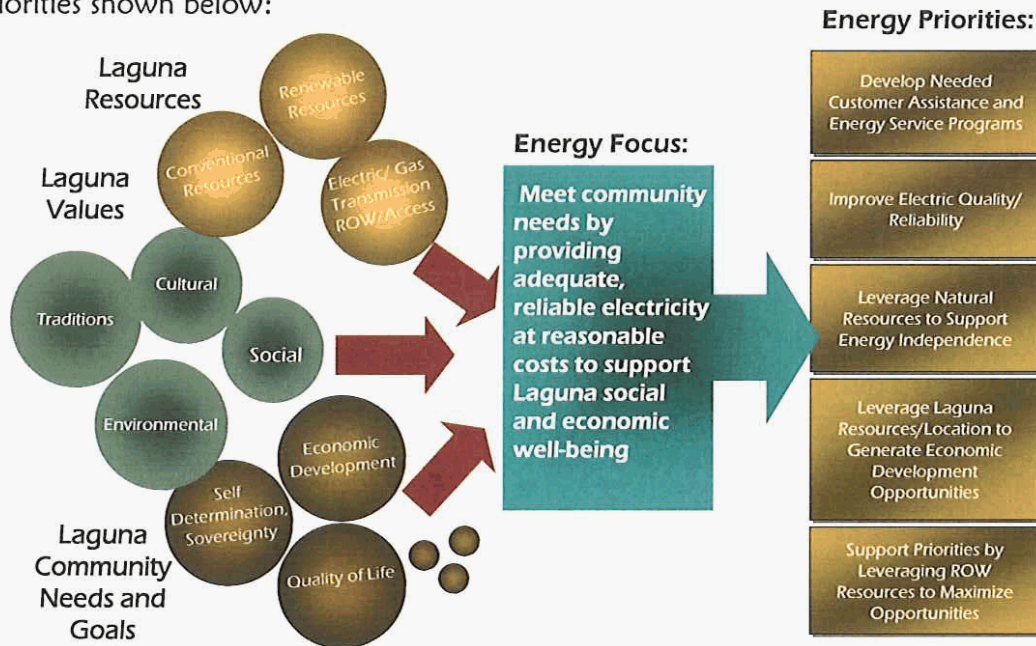 orities shown below:
Laguna
Resources
Renewable
Resources
Conventional
Resources
Electric/ Gas
Transmission
ROW/Access
Laguna
Values
Cultural
Traditions
Social
Environmental
Economic
Development
Self
Determination,
Sovereignty
Quality of Life
Laguna
Community
Needs and
Goals
Energy Focus:
Meet community
needs by
providing
adequate,
reliable electricity
at reasonable
costs to support
Laguna social
and economic
well-being
Energy Priorities:
Develop Needed
Customer Assistance and
Energy Service Programs
Improve Electric Quality/
Reliability
Leverage Natural
Resources to Support
Energy Independence
Leverage Laguna
Resources/Location to
Generate Economic
Development
Opportunities
Support Priorities by
Leveraging ROW
Resources to Maximize
Opportunities